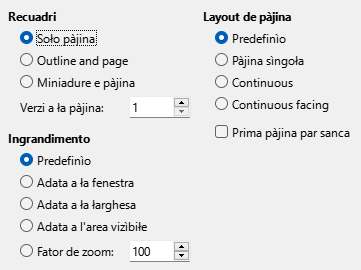 Recuadri
Soło pàjina
Outline and page
Miniadure e pàjina
Verzi a ła pàjina: 1
Ingrandimento
Predefinìo
Adata a ła fenestra
Adata a ła łarghesa
Adata a l'area vizìbiłe
Fator de zoom: 100
Layout de pàjina
Predefinìo
Pàjina sìngoła
Continuous
Continuous facing
Prima pàjina par sanca